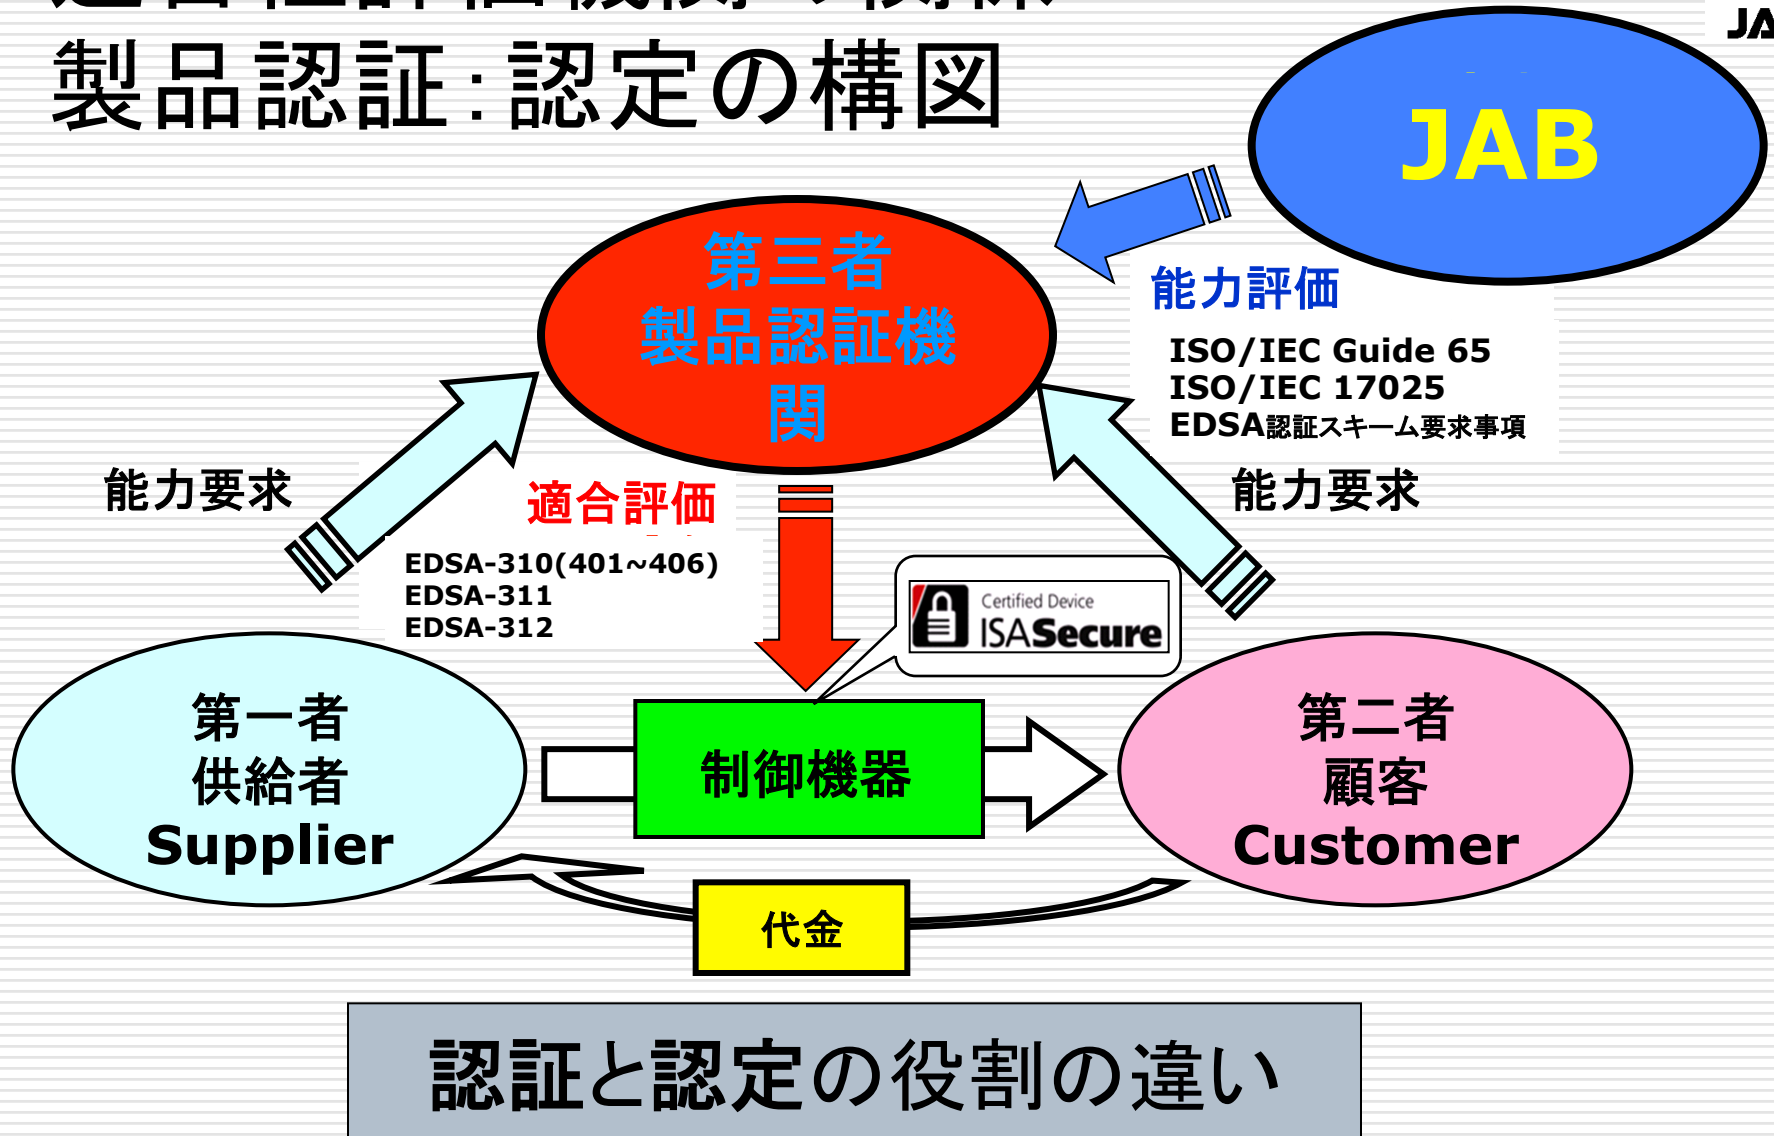 製品認証:認定の構図
JAB
第三者
製品認証機
関
能力評価
ISO/IEC Guide 65
ISO/IEC 17025
EDSA認証スキーム要求事項
能力要求
能力要求
適合評価
EDSA-310(401~406)
EDSA-311
EDSA-312
Certified Device
ISASecure
第一者
供給者
Supplier
制御機器
第二者
顧客
Customer
代金
認証と認定の役割の違い